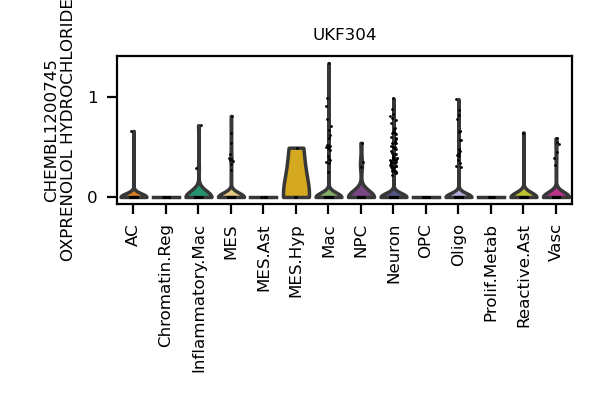 UKF304
CHEMBL1200745
OXPRENOLOL HYDROCHLORIDE
1
0
AC
Chromatin.Reg
Inflammatory.Mac
MES
MES.Ast
MES.Hyp
Mac
NPC
Neuron
OPC
Oligo
Prolif.Metab
Reactive.Ast
Vasc